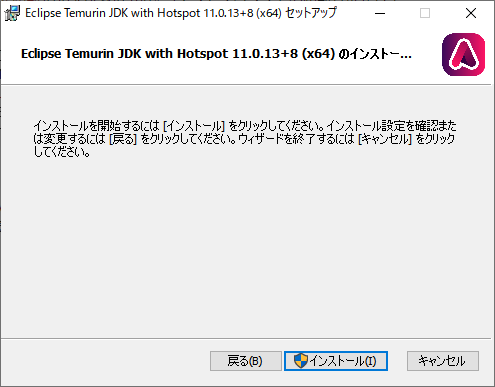 Eclipse Temurin JDK with Hotspot 11.0.13+8 (x64) セットアップ
Eclipse Temurin JDK with Hotspot 11.0.13+8 (x64) のインストー...
インストールを開始するには [インストール] をクリックしてください。インストール設定を確認また
は変更するには [戻る] をクリックしてください。ウィザードを終了するには [キャンセル] をクリック
してください。
戻る(B)
インストール(I)
キャンセル